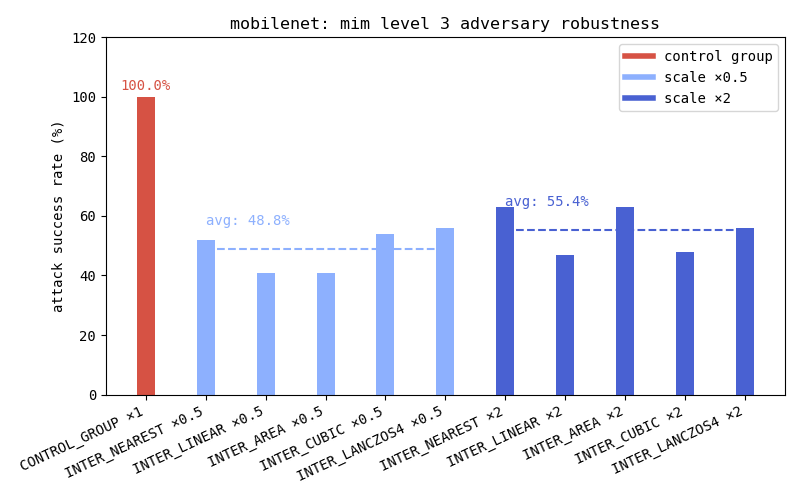 mobilenet: mim level 3 adversary robustness
control group
scale ×0.5
scale ×2
100.0%
avg: 48.8%
avg: 55.4%
attack success rate (%)
120
100
80
60
40
20
0
CONTROL_GROUP ×1
INTER_NEAREST ×0.5
INTER_LINEAR ×0.5
INTER_AREA ×0.5
INTER_CUBIC ×0.5
INTER_LANCZOS4 ×0.5
INTER_NEAREST ×2
INTER_LINEAR ×2
INTER_AREA ×2
INTER_CUBIC ×2
INTER_LANCZOS4 ×2